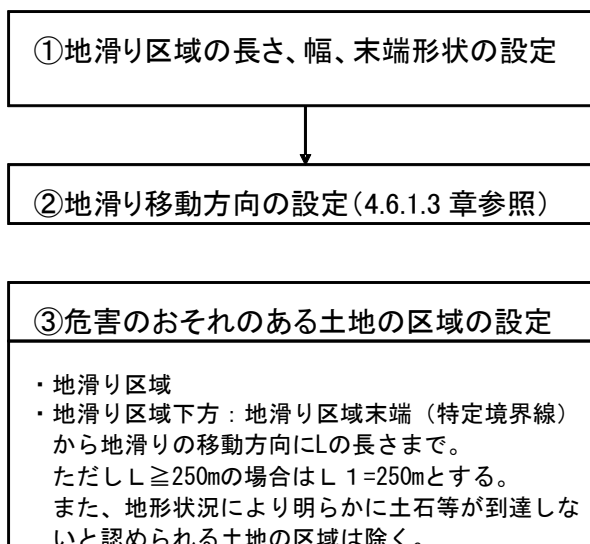 ①地滑り区域の長さ、幅、末端形状の設定
②地滑り移動方向の設定（4.6.1.3 章参照）
③危害のおそれのある土地の区域の設定
・地滑り区域
・地滑り区域下方：地滑り区域末端（特定境界線）
から地滑りの移動方向にLの長さまで。
ただしＬ≧250mの場合はＬ１=250mとする。
また、地形状況により明らかに土石等が到達しな
いと認められる土地の区域は除く。